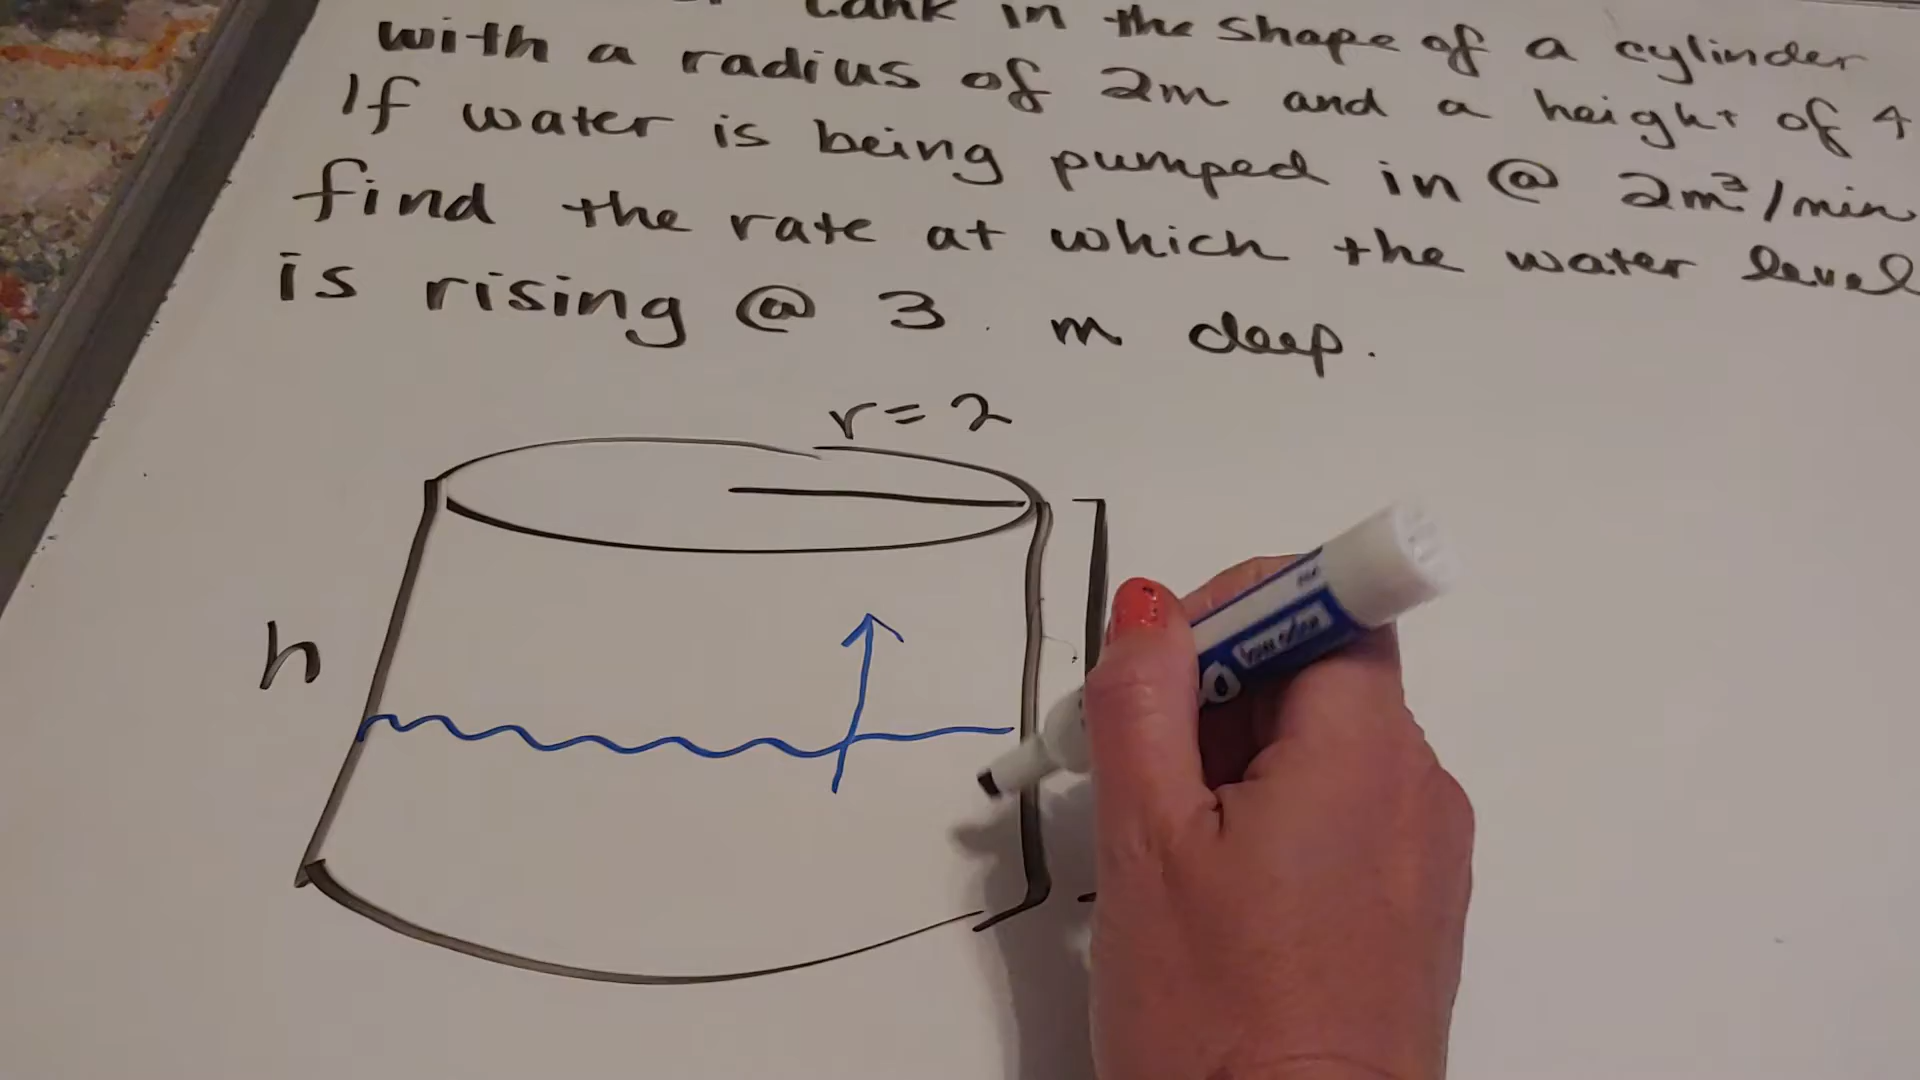 tank in the shape of a cylinder
with a radius of 2m and a height of 4
If water is being pumped in @ 2m³/min
find the rate at which the water level
is rising @ 3 m deep.
r = 2
h